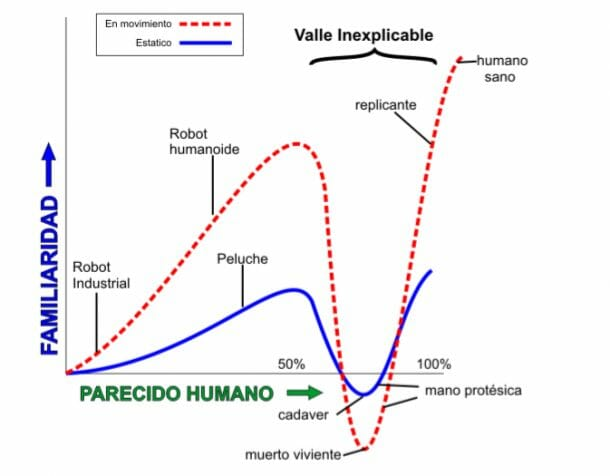 En movimiento
Estatico
Valle Inexplicable
humano
sano
replicante
Robot
humanoide
Peluche
Robot
Industrial
FAMILIARIDAD
50%
100%
PARECIDO HUMANO
mano protésica
cadaver
muerto viviente